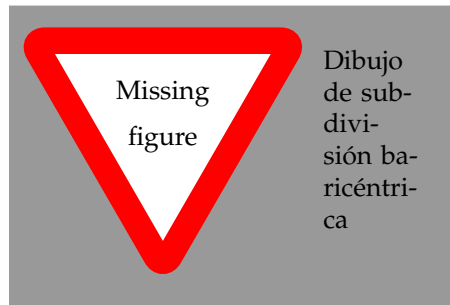 Missing
figure
Dibujo
de sub-
divi-
sión ba-
ricéntri-
ca